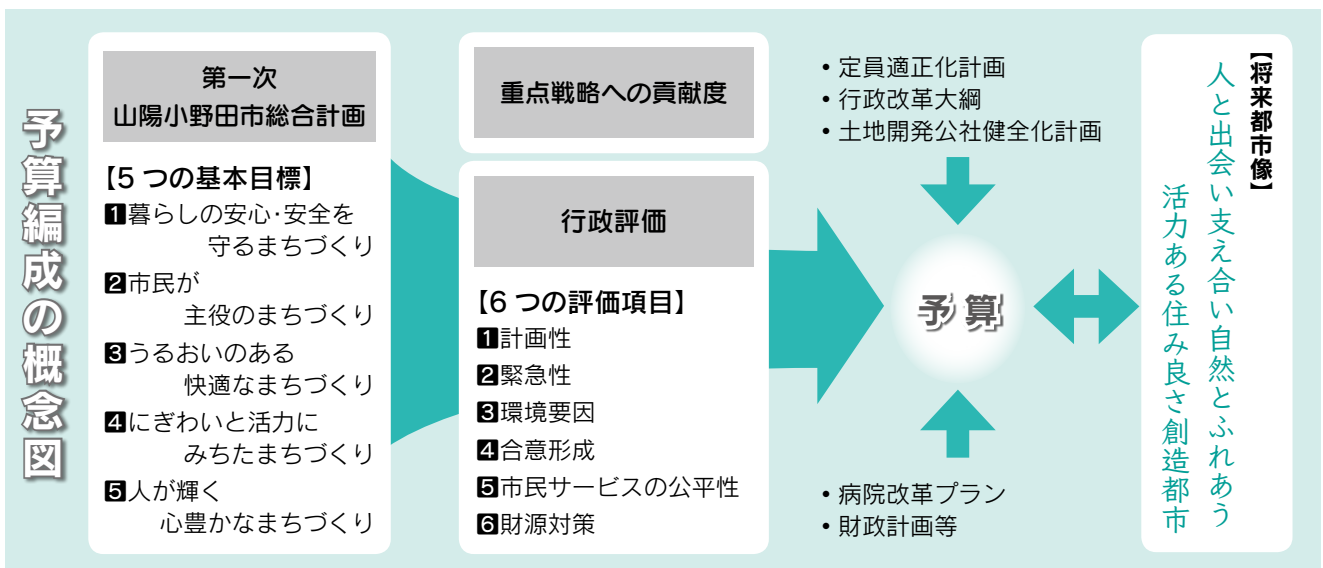 予算編成の概念図
第一次
山陽小野田市総合計画
【5つの基本目標】
1暮らしの安心･安全を
守るまちづくり
2市民が
主役のまちづくり
3うるおいのある
快適なまちづくり
4にぎわいと活力に
みちたまちづくり
5人が輝く
心豊かなまちづくり
重点戦略への貢献度
行政評価
【6つの評価項目】
1計画性
2緊急性
3環境要因
4合意形成
5市民サービスの公平性
6財源対策
•定員適正化計画
•行政改革大綱
•土地開発公社健全化計画
予算
•病院改革プラン
•財政計画等
【将来都市像】
人と出会い支え合い自然とふれあう
活力ある住み良さ創造都市